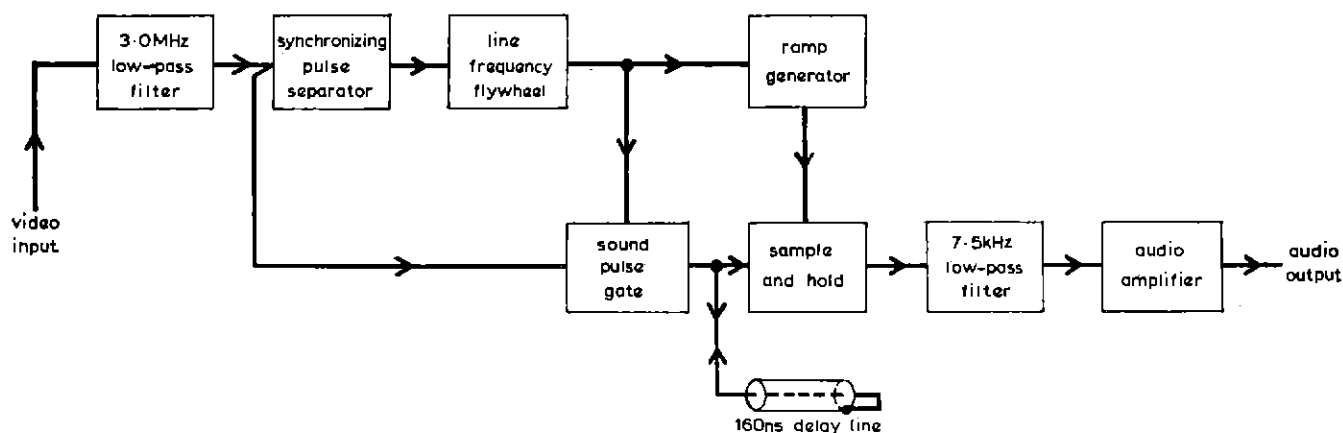 3·0MHz
low-pass
filter
synchronizing
pulse
separator
line
frequency
flywheel
ramp
generator
video
input
sound
pulse
gate
sample
and hold
7·5kHz
low-pass
filter
audio
amplifier
audio
output
160ns delay line